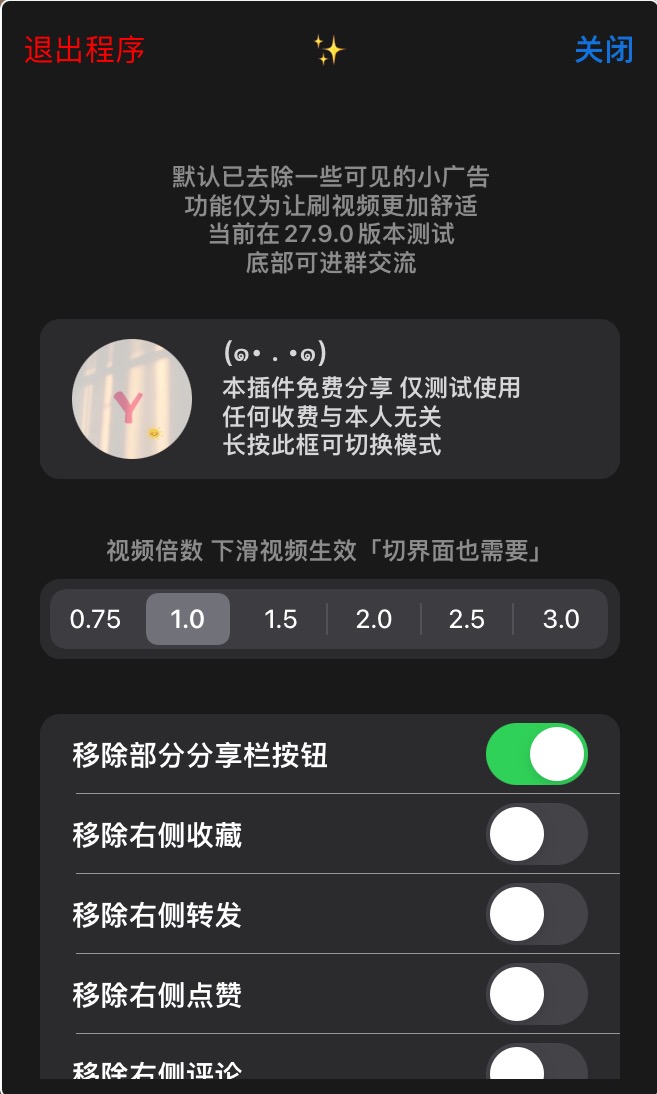 退出程序
✨
关闭
默认已去除一些可见的小广告
功能仅为让刷视频更加舒适
当前在 27.9.0 版本测试
底部可进群交流
(๑• . •๑)
本插件免费分享 仅测试使用
任何收费与本人无关
长按此框可切换模式
Y
视频倍数 下滑视频生效「切界面也需要」
0.75 1.0 1.5 2.0 2.5 3.0
移除部分分享栏按钮
移除右侧收藏
移除右侧转发
移除右侧点赞
移除右侧评论